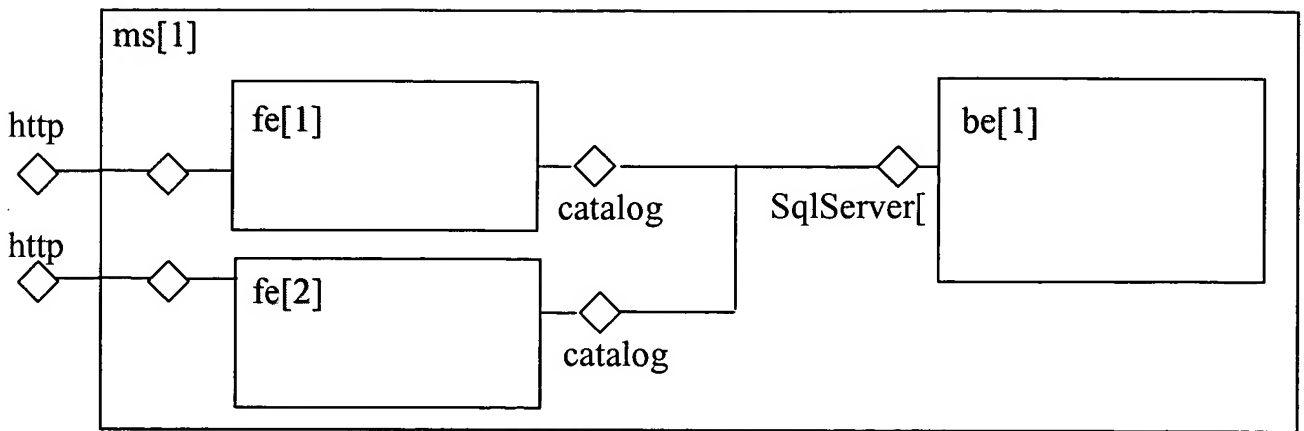 ms[1]
http
fe[1]
be[1]
catalog
SqlServer[
http
fe[2]
catalog